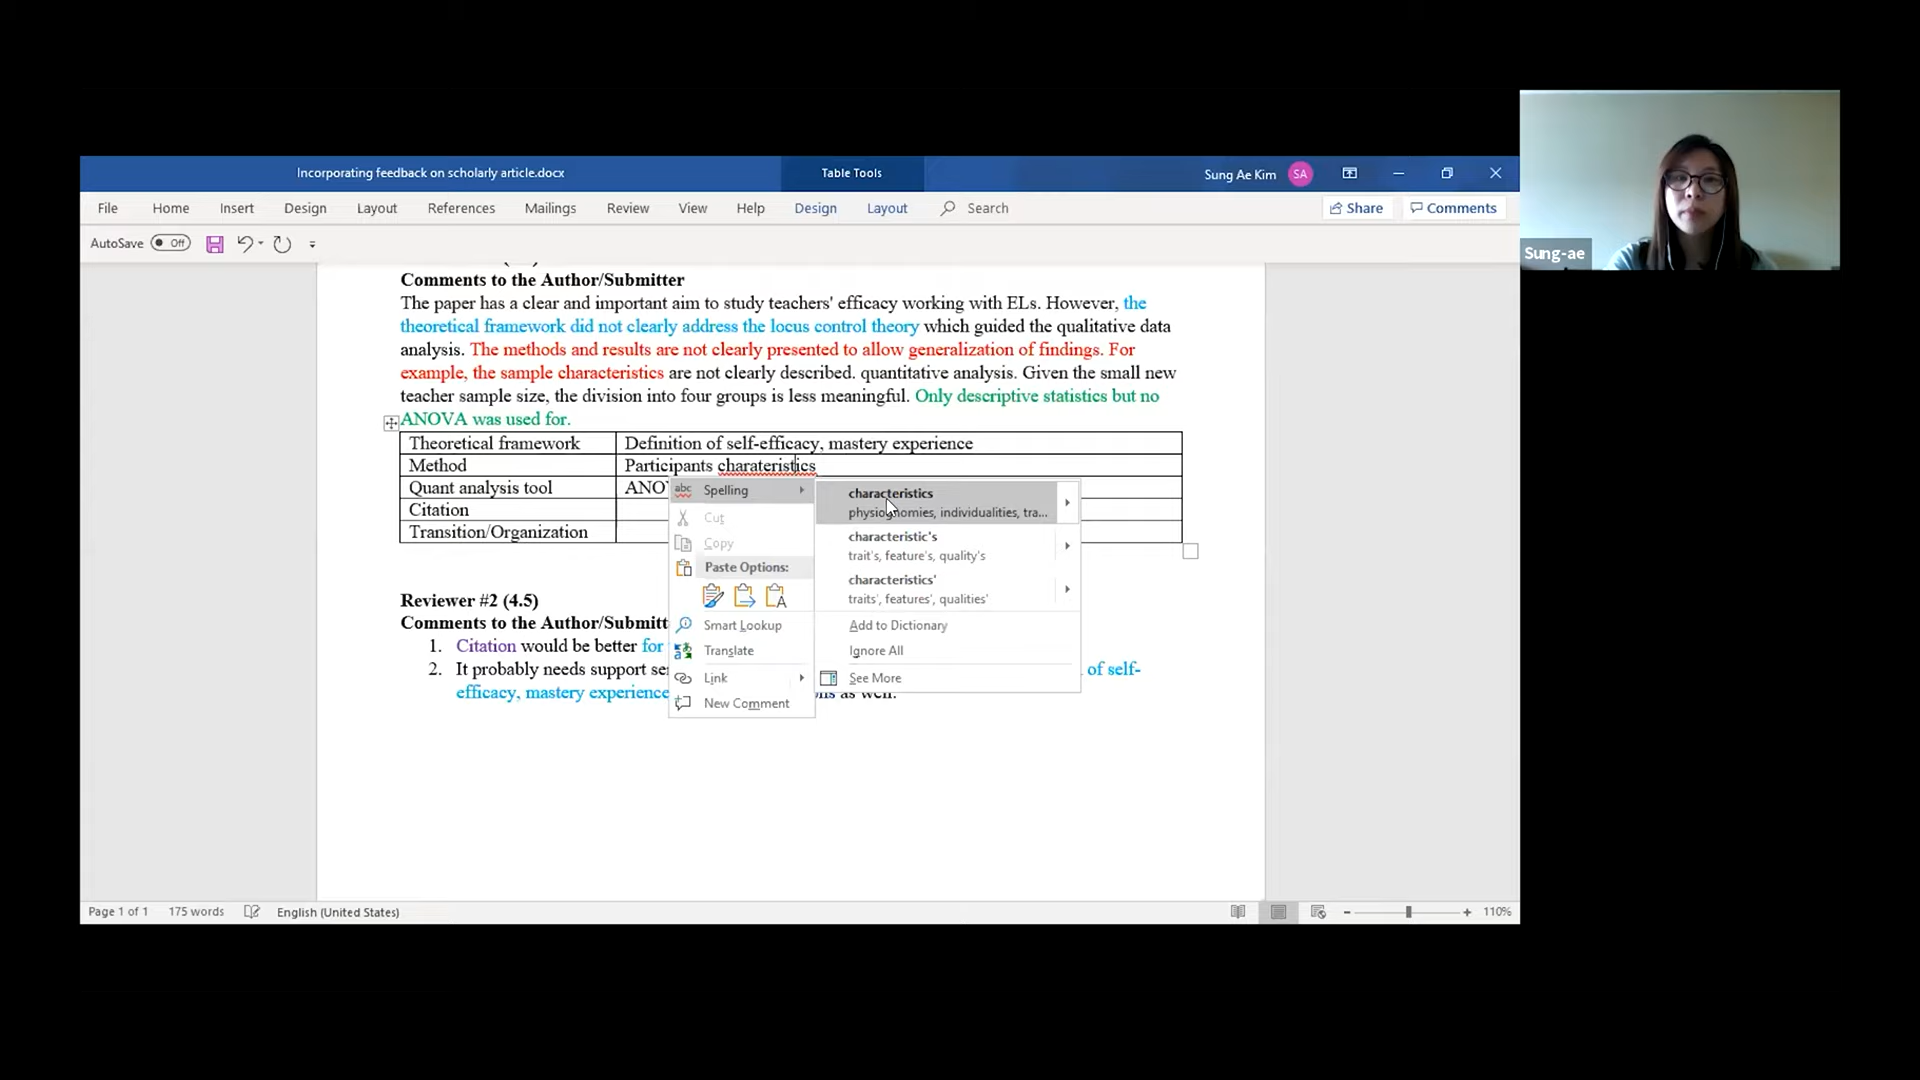 Incorporating feedback on scholarly article.docx
Table Tools
Sung Ae Kim
SA
File
Home
Insert
Design
Layout
References
Mailings
Review
View
Help
Design
Layout
Search
Share
Comments
AutoSave
Off
Comments to the Author/Submitter
The paper has a clear and important aim to study teachers' efficacy working with ELs. However, the
theoretical framework did not clearly address the locus control theory which guided the qualitative data
analysis. The methods and results are not clearly presented to allow generalization of findings. For
example, the sample characteristics are not clearly described. quantitative analysis. Given the small new
teacher sample size, the division into four groups is less meaningful. Only descriptive statistics but no
ANOVA was used for.
Theoretical framework
Definition of self-efficacy, mastery experience
Method
Participants charateristics
Quant analysis tool
Citation
Transition/Organization
abc
Spelling
Cut
Copy
Paste Options:
Smart Lookup
Translate
Link
New Comment
characteristics
physiognomies, individualities, tra...
characteristic's
trait's, feature's, quality's
characteristics'
traits', features', qualities'
Add to Dictionary
Ignore All
See More
Reviewer #2 (4.5)
Comments to the Author/
1. Citation would be better for
2. It probably needs support of self-
efficacy, mastery experience as well.
Page 1 of 1
175 words
English (United States)
110%
Sung-ae